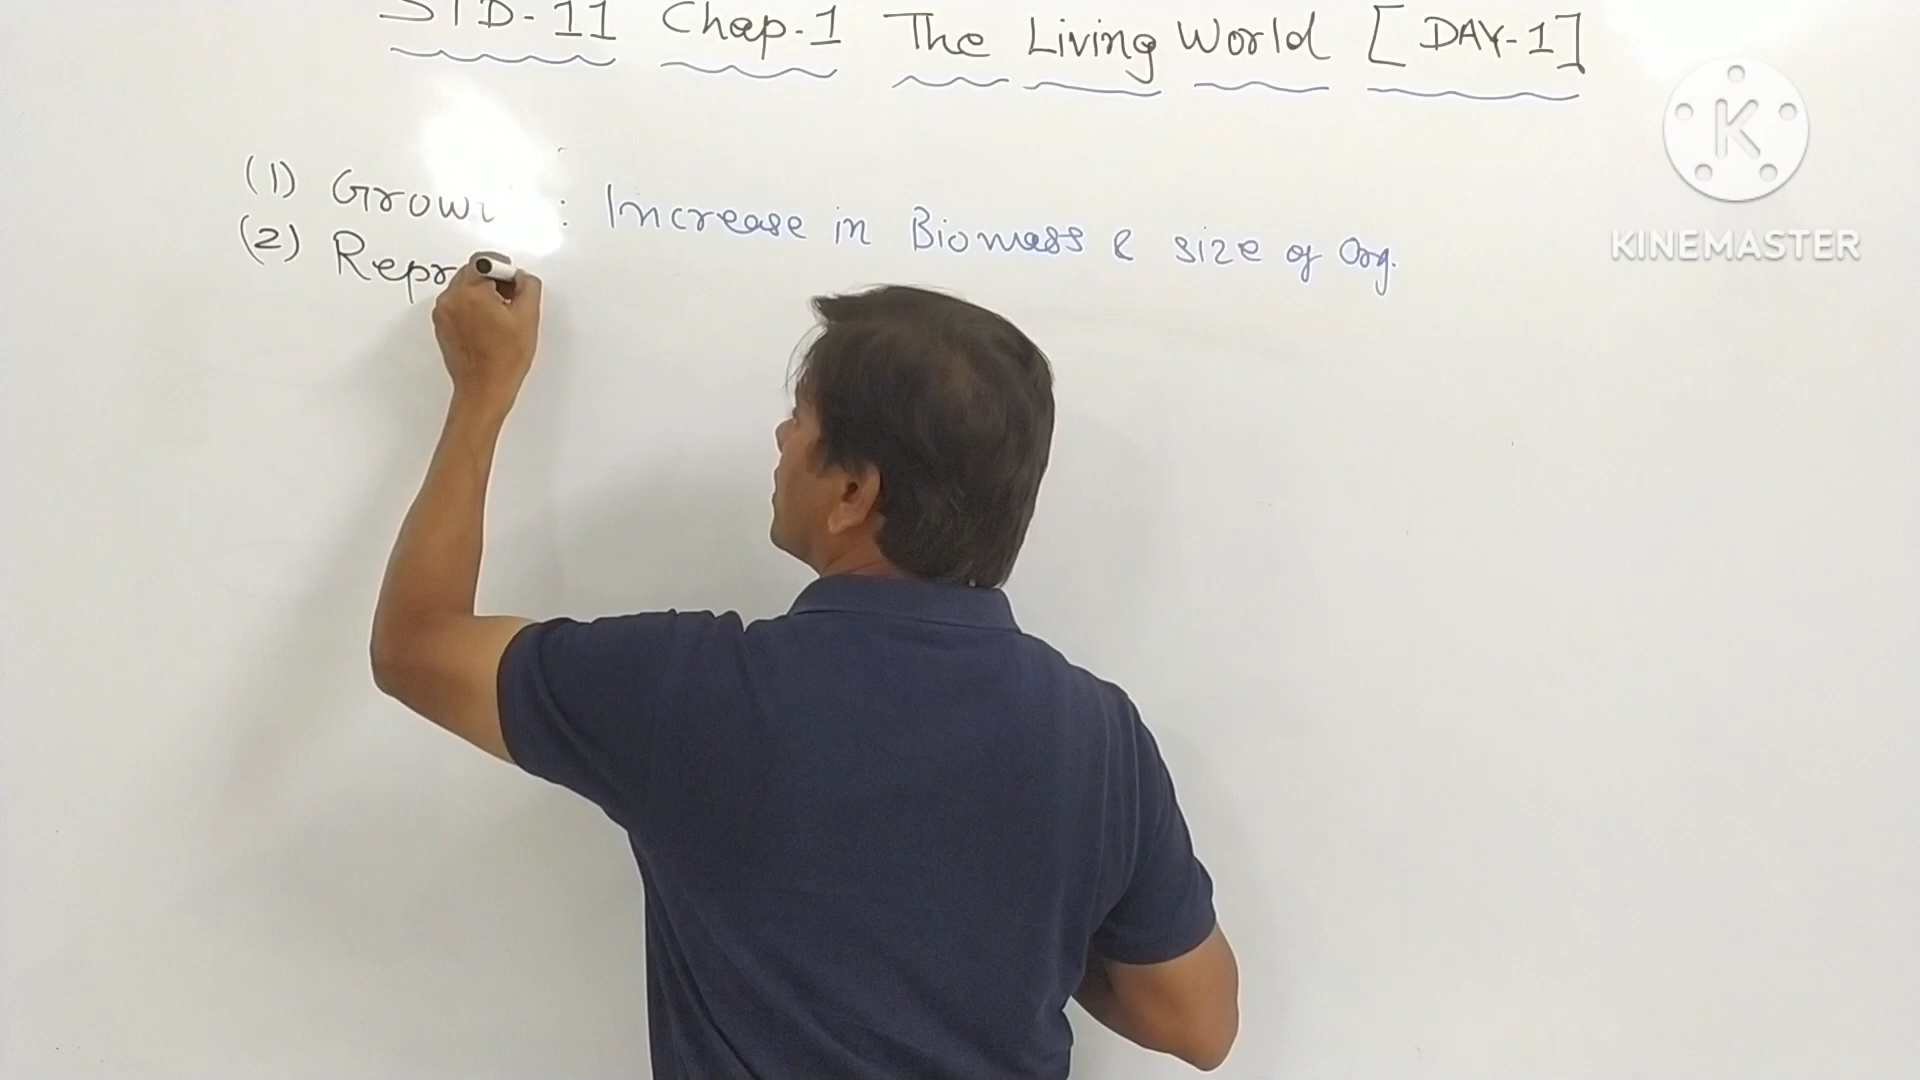 STD-11 Chap-1 The Living World [DAY-1]
(1) : Increase in Biomass & size of Org.
(2) Repr
K
KINEMASTER